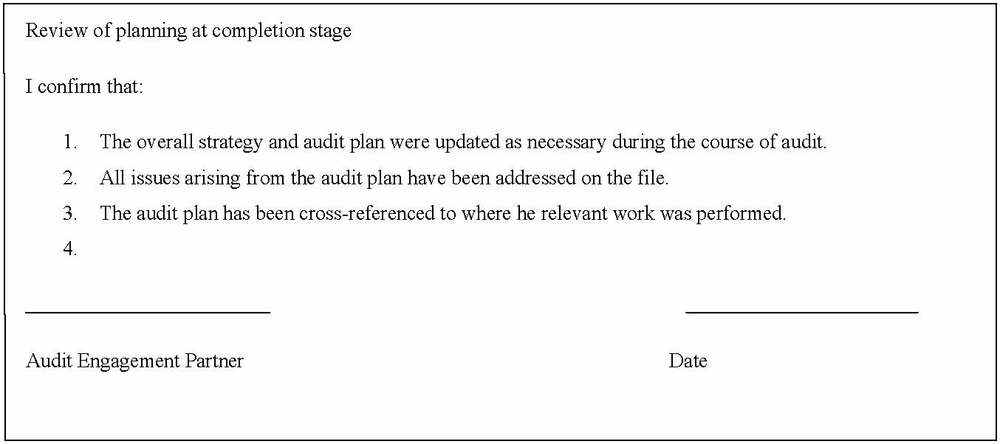 Review of planning at completion stage
I confirm that:
1. The overall strategy and audit plan were updated as necessary during the course of audit.
2. All issues arising from the audit plan have been addressed on the file.
3. The audit plan has been cross-referenced to where he relevant work was performed.
4.
Audit Engagement Partner Date